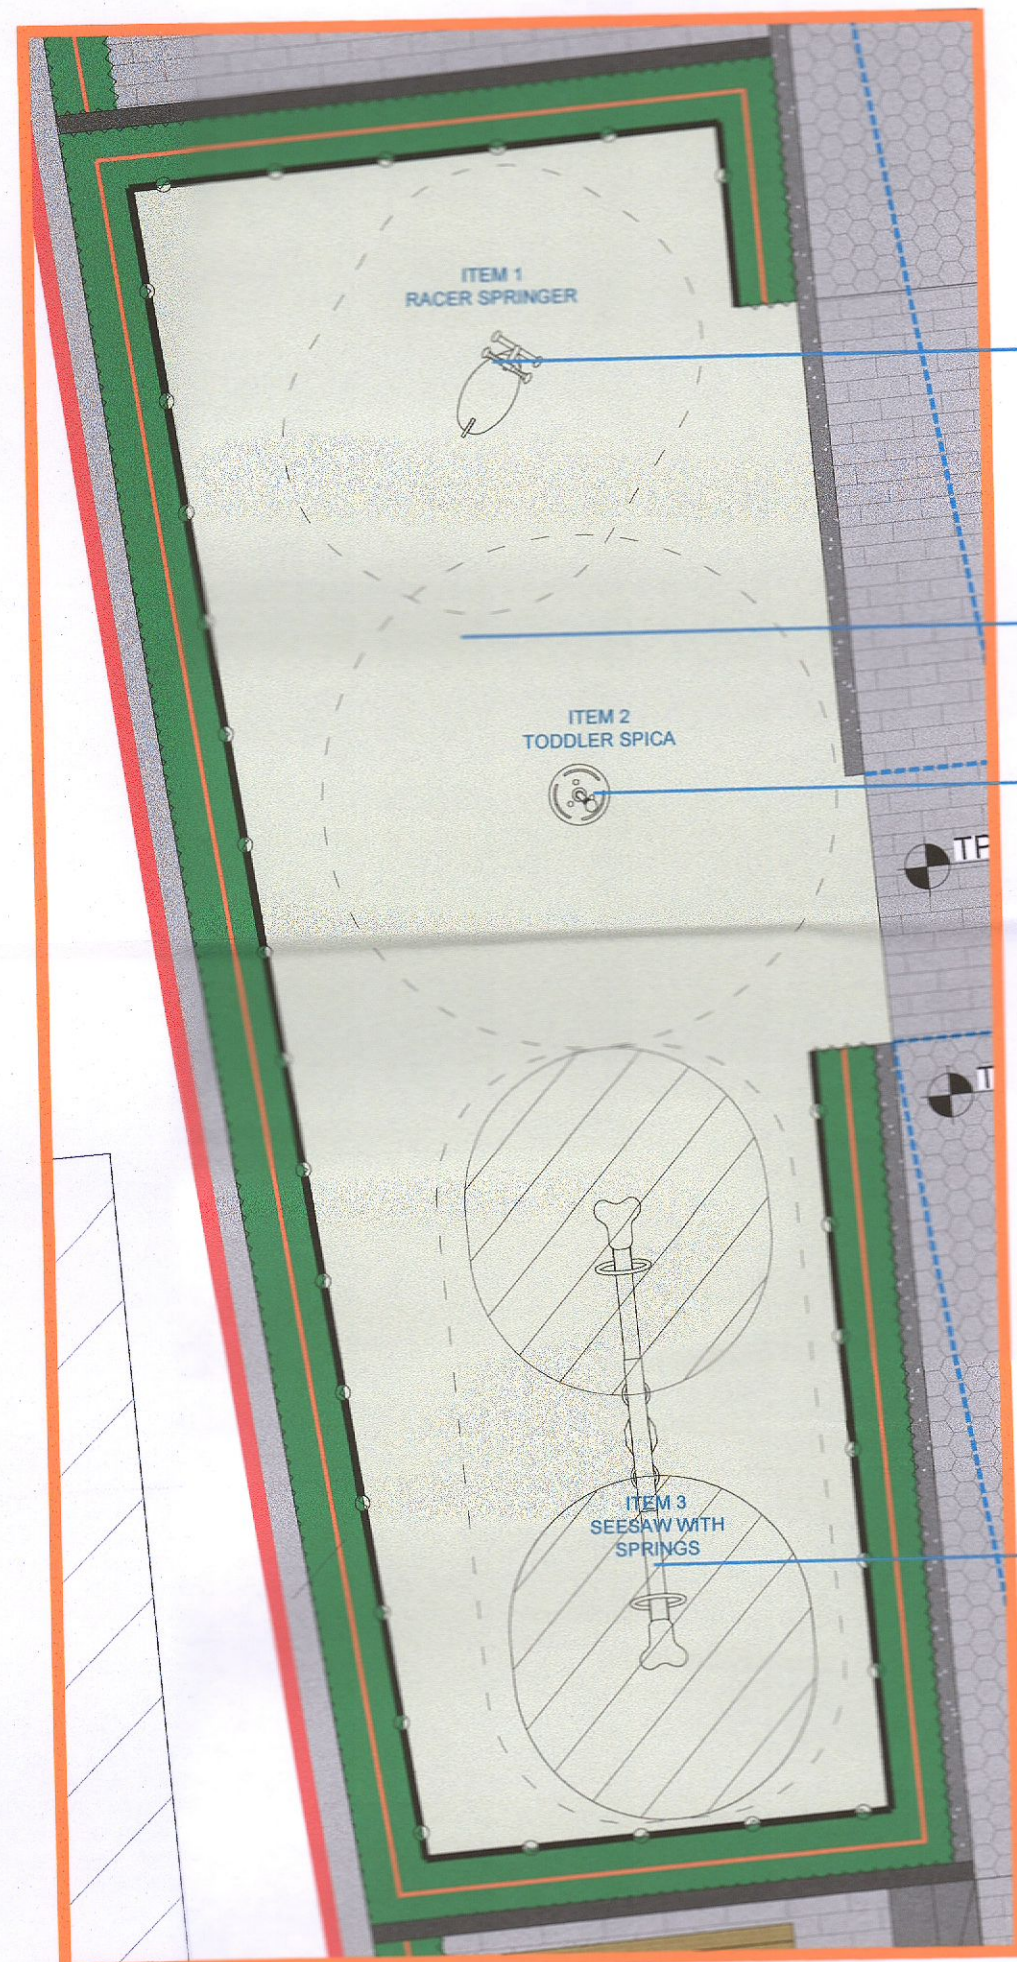 ITEM 1
RACER SPRINGER
ITEM 2
TODDLER SPICA
TP
T
ITEM 3
SEESAW WITH
SPRINGS